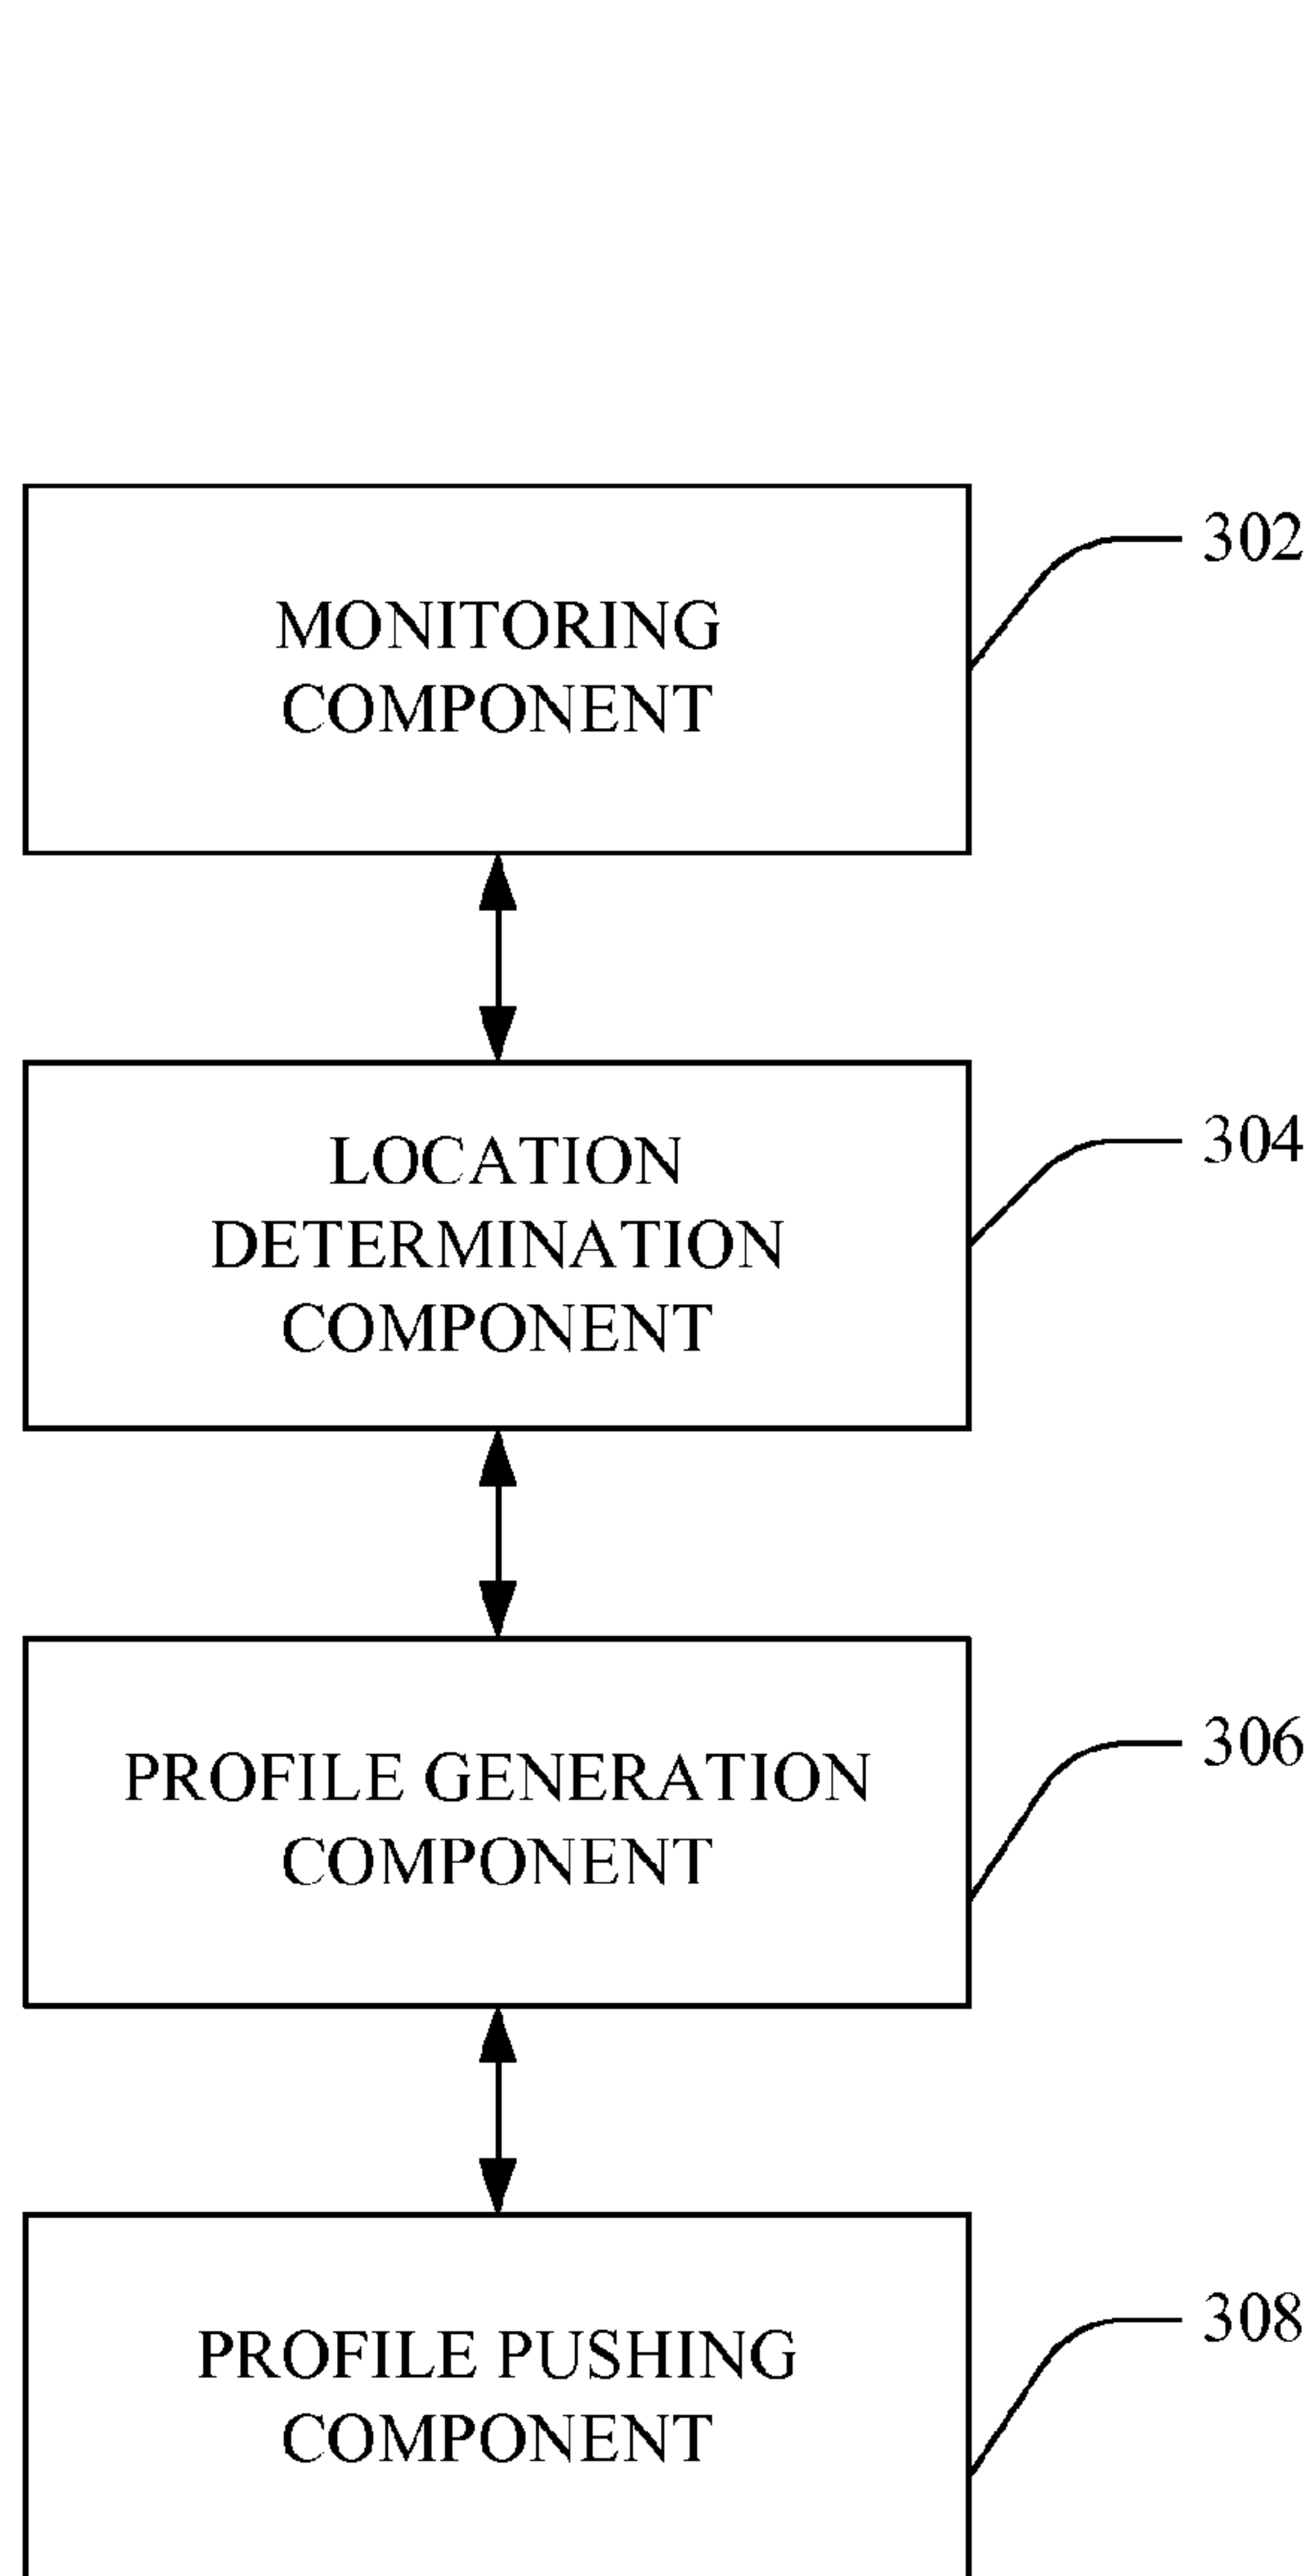 MONITORING
COMPONENT
302
LOCATION
DETERMINATION
COMPONENT
304
PROFILE GENERATION
COMPONENT
306
PROFILE PUSHING
COMPONENT
308